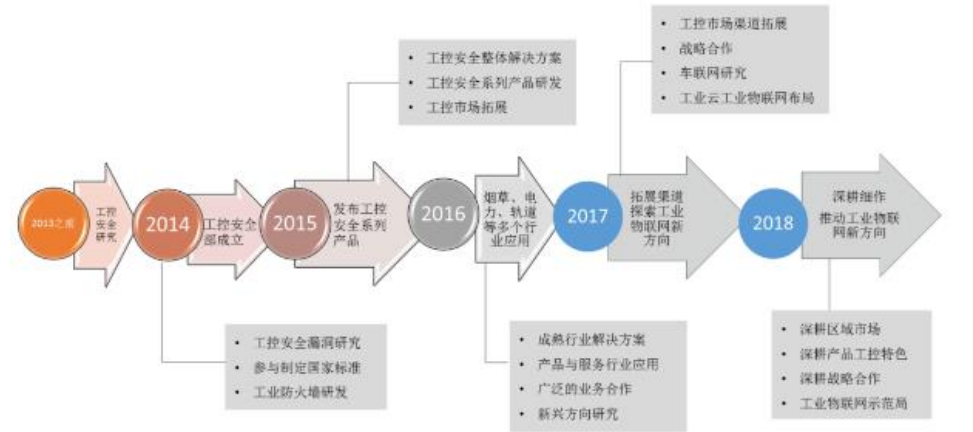 2013之前
工控
安全
研究
2014
工控安全
部成立
• 工控安全漏洞研究
• 参与制定国家标准
• 工业防火墙研发
2015
发布工控
安全系列
产品
• 工控安全整体解决方案
• 工控安全系列产品研发
• 工控市场拓展
2016
烟草、电
力、轨道
等多个行
业应用
• 成熟行业解决方案
• 产品与服务行业应用
• 广泛的业务合作
• 新兴方向研究
2017
拓展渠道
探索工业
物联网新
方向
• 工控市场渠道拓展
• 战略合作
• 车联网研究
• 工业云工业物联网布局
2018
深耕细作
推动工业物联
网新方向
• 深耕区域市场
• 深耕产品工控特色
• 深耕战略合作
• 工业物联网示范局